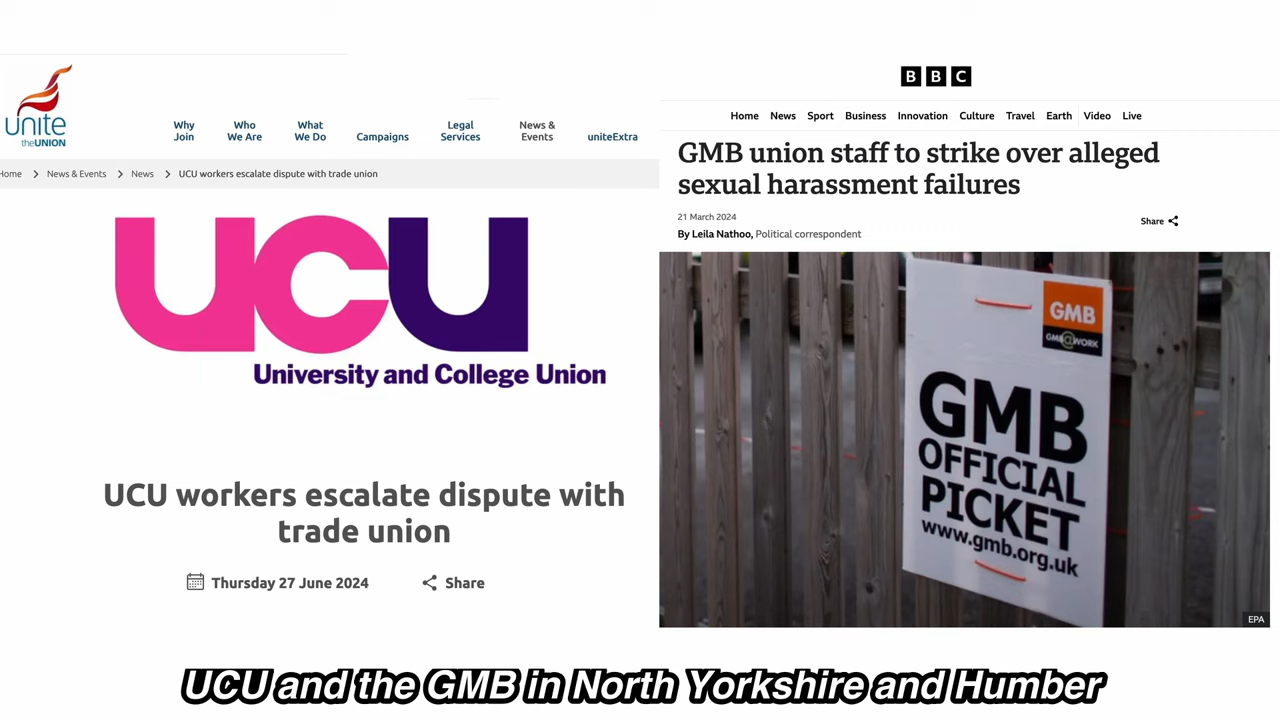 unite
theUNION
Why Join
Who We Are
What We Do
Campaigns
Legal Services
News & Events
uniteExtra
Home > News & Events > News > UCU workers escalate dispute with trade union
ucu
University and College Union
UCU workers escalate dispute with
trade union
Thursday 27 June 2024
Share
BBC
Home News Sport Business Innovation Culture Travel Earth Video Live
GMB union staff to strike over alleged
sexual harassment failures
21 March 2024
By Leila Nathoo, Political correspondent
Share
GMB
GMB@WORK
GMB
OFFICIAL
PICKET
www.gmb.org.uk
EPA
UCU and the GMB in North Yorkshire and Humber